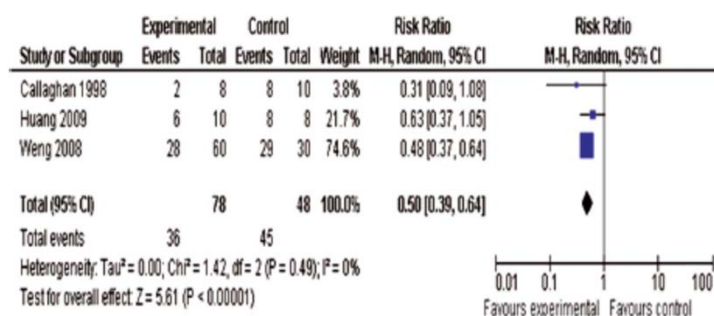 Experimental Control Risk Ratio Risk Ratio
Study or Subgroup Events Total Events Total Weight M-H, Random, 95% CI M-H, Random, 95% CI
Callaghan 1998 2 8 8 10 3.8% 0.31 [0.09, 1.08]
Huang 2009 6 10 8 8 21.7% 0.63 [0.37, 1.05]
Weng 2008 28 60 29 30 74.6% 0.48 [0.37, 0.64]
Total (95% CI) 78 48 100.0% 0.50 [0.39, 0.64]
Total events 36 45
Heterogeneity: Tau² = 0.00; Chi² = 1.42, df = 2 (P = 0.49); I² = 0%
Test for overall effect: Z = 5.61 (P < 0.00001)
0.01 0.1 1 10 100
Favours experimental Favours control